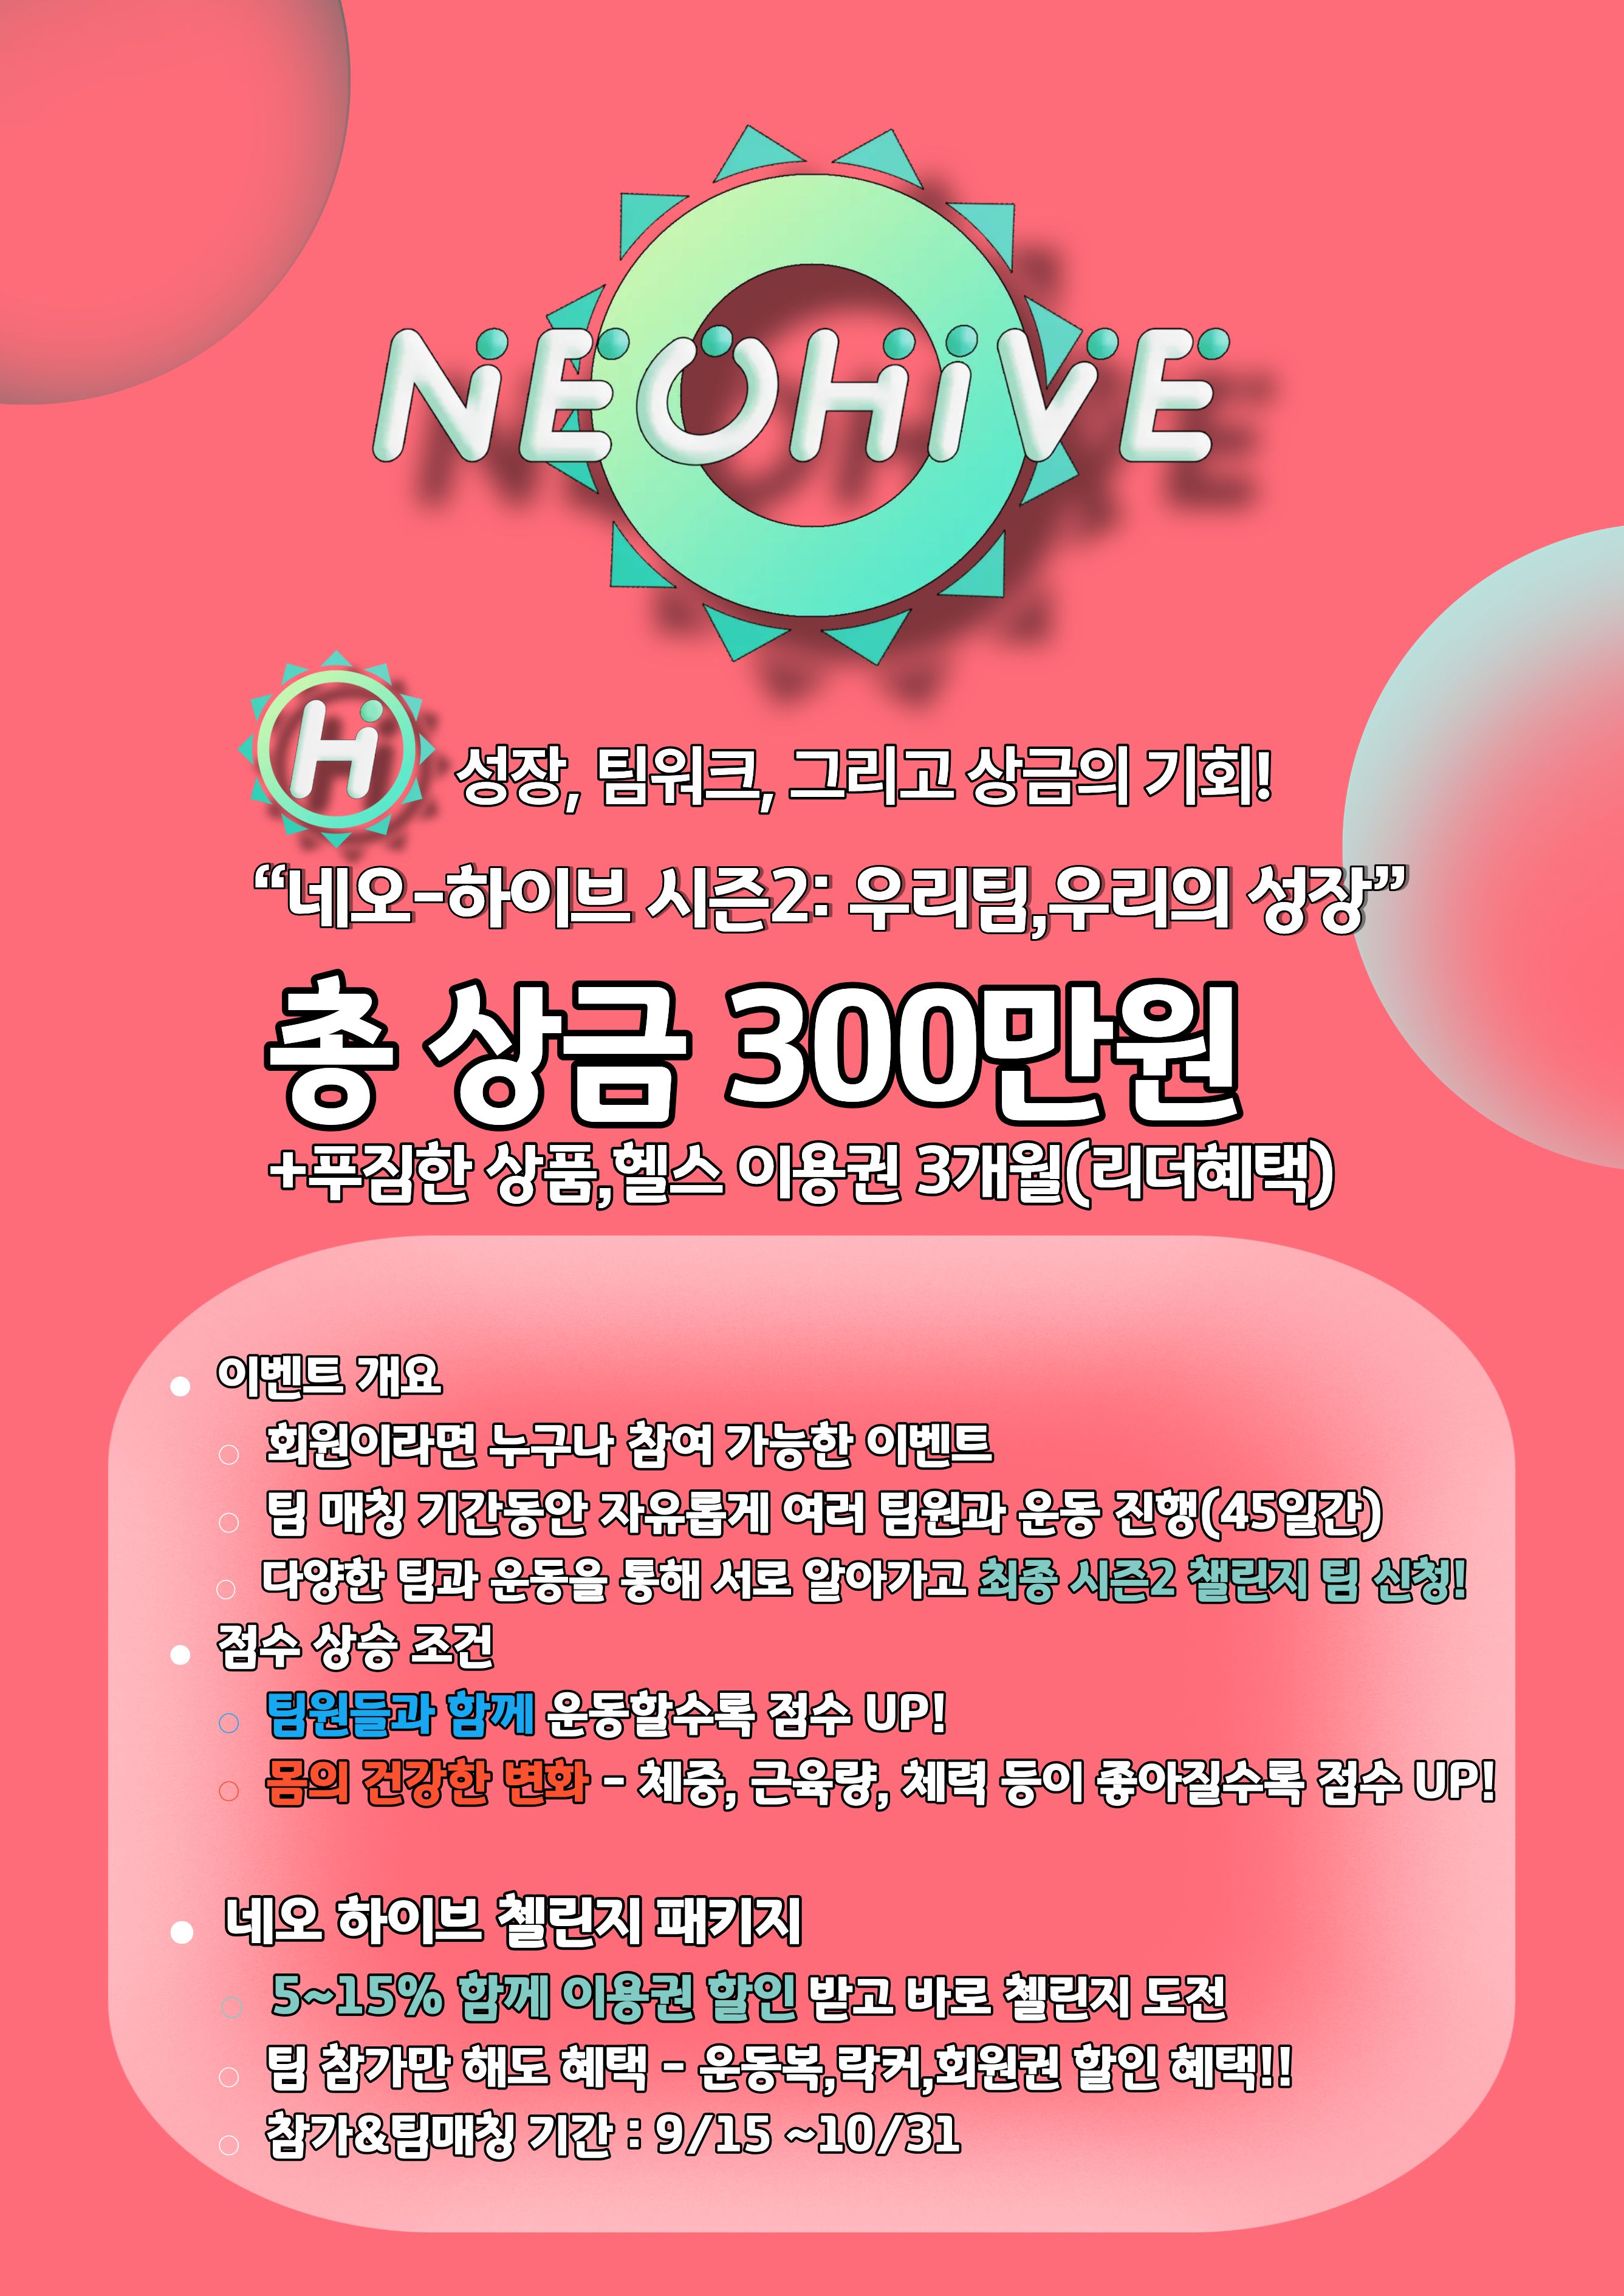 NEOHiVE
Hi
성장, 팀워크, 그리고 상금의 기회!
“네오-하이브 시즌2: 우리팀,우리의 성장”
총 상금 300만원
+푸짐한 상품,헬스 이용권 3개월(리더혜택)
• 이벤트 개요
○ 회원이라면 누구나 참여 가능한 이벤트
○ 팀 매칭 기간동안 자유롭게 여러 팀원과 운동 진행(45일간)
○ 다양한 팀과 운동을 통해 서로 알아가고 최종 시즌2 챌린지 팀 신청!
• 점수 상승 조건
○ 팀원들과 함께 운동할수록 점수 UP!
○ 몸의 건강한 변화 - 체중, 근육량, 체력 등이 좋아질수록 점수 UP!
• 네오 하이브 첼린지 패키지
○ 5~15% 함께 이용권 할인 받고 바로 첼린지 도전
○ 팀 참가만 해도 혜택 - 운동복,락커,회원권 할인 혜택!!
○ 참가&팀매칭 기간 : 9/15 ~10/31